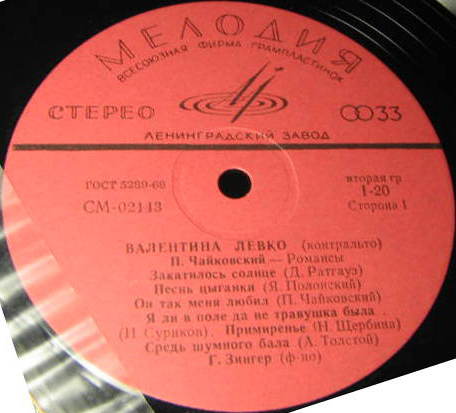 МЕЛОДИЯ
ВСЕСОЮЗНАЯ ФИРМА ГРАМПЛАСТИНОК
СТЕРЕО
33
ЛЕНИНГРАДСКИЙ ЗАВОД
ГОСТ 5289-68
вторая гр
1-20
СМ-02143
Сторона 1
ВАЛЕНТИНА ЛЕВКО (контральто)
П. Чайковский — Романсы
Закатилось солнце (Д. Ратгауз)
Песнь цыганки (Я. Полонский)
Он так меня любил (П. Чайковский)
Я ли в поле да не травушка была
(И. Суриков). Примиренье (Н. Щербина)
Средь шумного бала (А. Толстой)
Г. Зингер (ф-но)